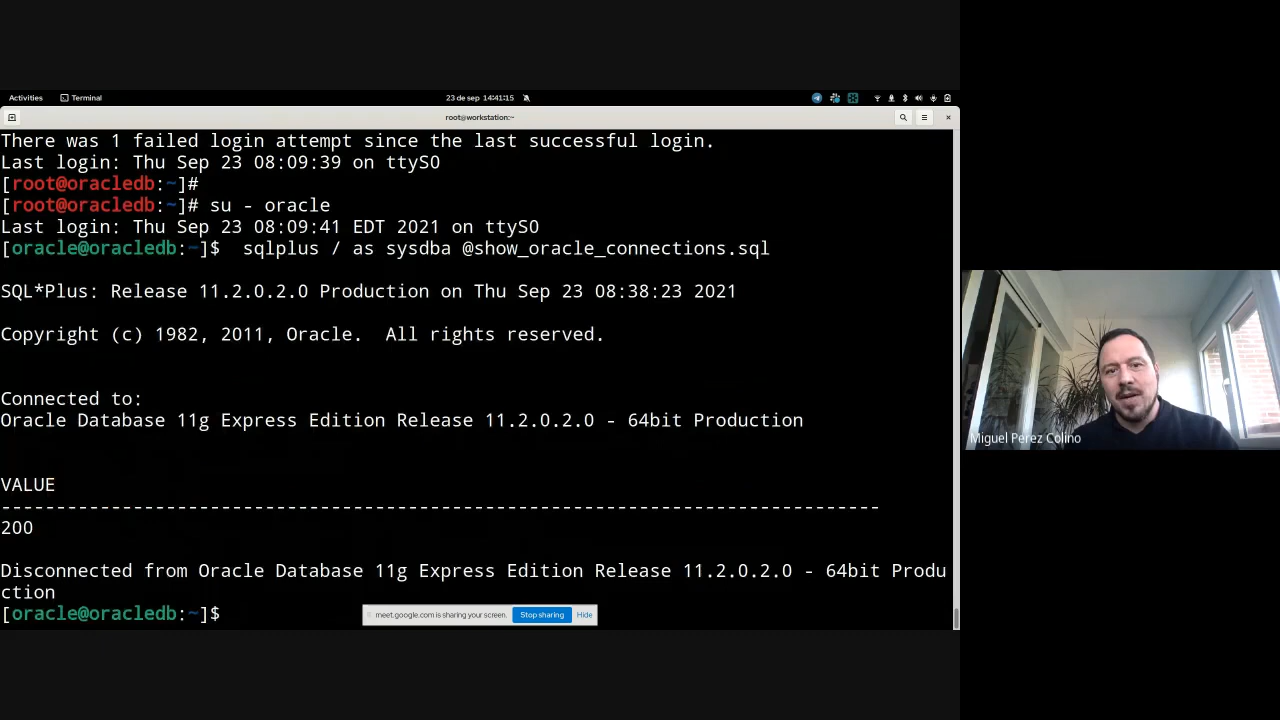 Activities Terminal 23 de sep 14:41:15
root@workstation:~
There was 1 failed login attempt since the last successful login.
Last login: Thu Sep 23 08:09:39 on ttyS0
[root@oracledb:~]#
[root@oracledb:~]# su - oracle
Last login: Thu Sep 23 08:09:41 EDT 2021 on ttyS0
[oracle@oracledb:~]$  sqlplus / as sysdba @show_oracle_connections.sql
SQL*Plus: Release 11.2.0.2.0 Production on Thu Sep 23 08:38:23 2021
Copyright (c) 1982, 2011, Oracle.  All rights reserved.
Connected to:
Oracle Database 11g Express Edition Release 11.2.0.2.0 - 64bit Production
VALUE
--------------------------------------------------------------------------------
200
Disconnected from Oracle Database 11g Express Edition Release 11.2.0.2.0 - 64bit Produ
ction
[oracle@oracledb:~]$
meet.google.com is sharing your screen. Stop sharing Hide
Miguel Perez Colino